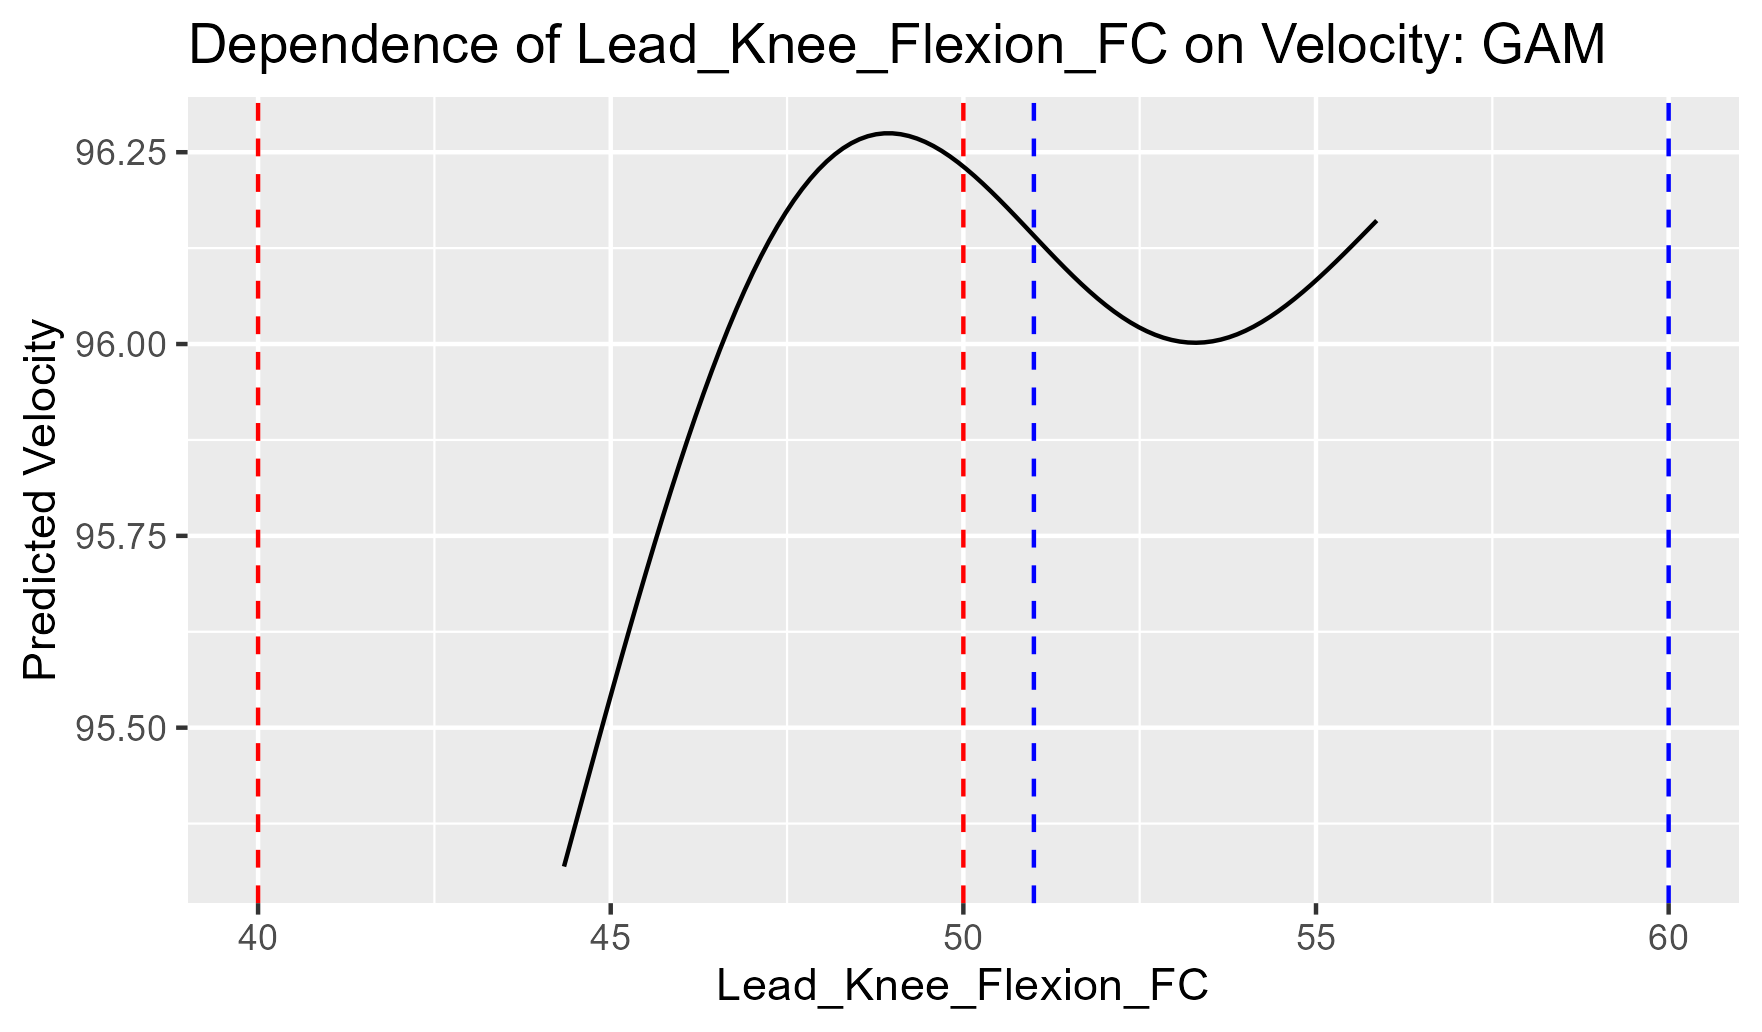 Dependence of Lead_Knee_Flexion_FC on Velocity: GAM
Predicted Velocity
96.25
96.00
95.75
95.50
40 45 50 55 60
Lead_Knee_Flexion_FC